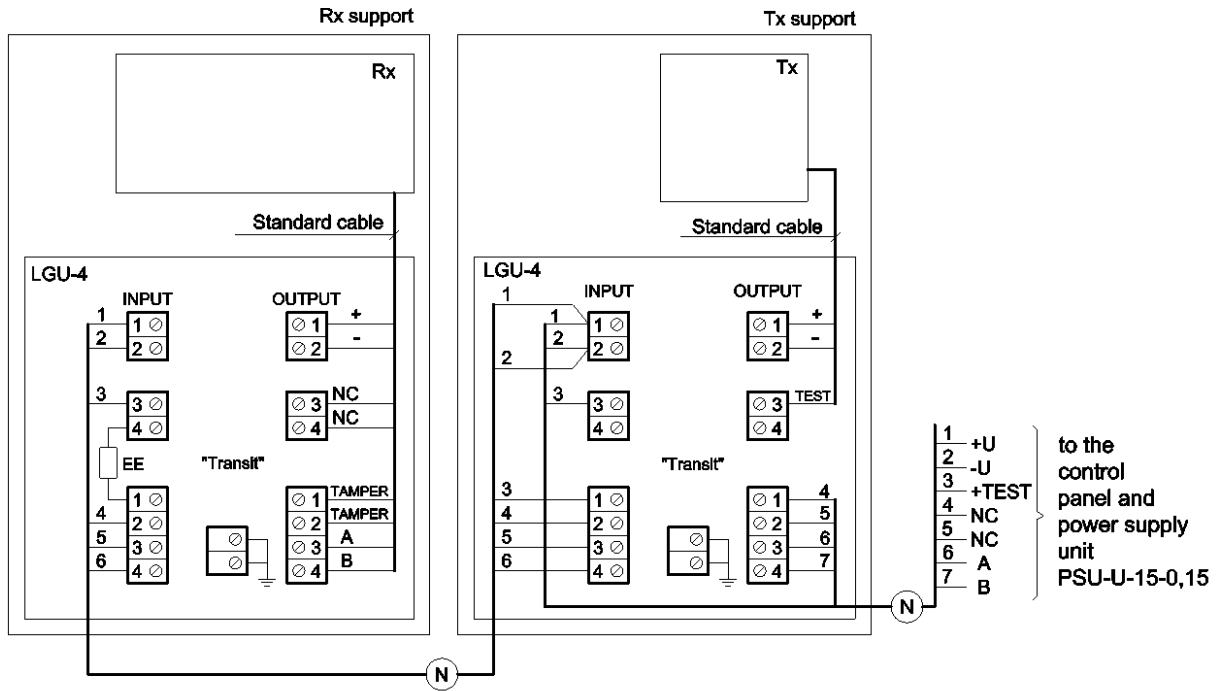 Rx support
Tx support
Rx
Tx
Standard cable
Standard cable
LGU-4
LGU-4
INPUT
OUTPUT
INPUT
OUTPUT
1
1
1
+
2
2
2
-
3
3
NC
3
4
4
NC
EE
"Transit"
1
1
TAMPER
4
2
2
TAMPER
5
3
3
A
6
4
4
B
1
1
1
1
+
2
2
2
-
2
3
3
3
TEST
4
4
"Transit"
3
1
1
4
4
2
2
5
5
3
3
6
6
4
4
7
1 +U
2 -U
3 +TEST
4 NC
5 NC
6 A
7 B
to the
control
panel and
power supply
unit
PSU-U-15-0,15
N
N